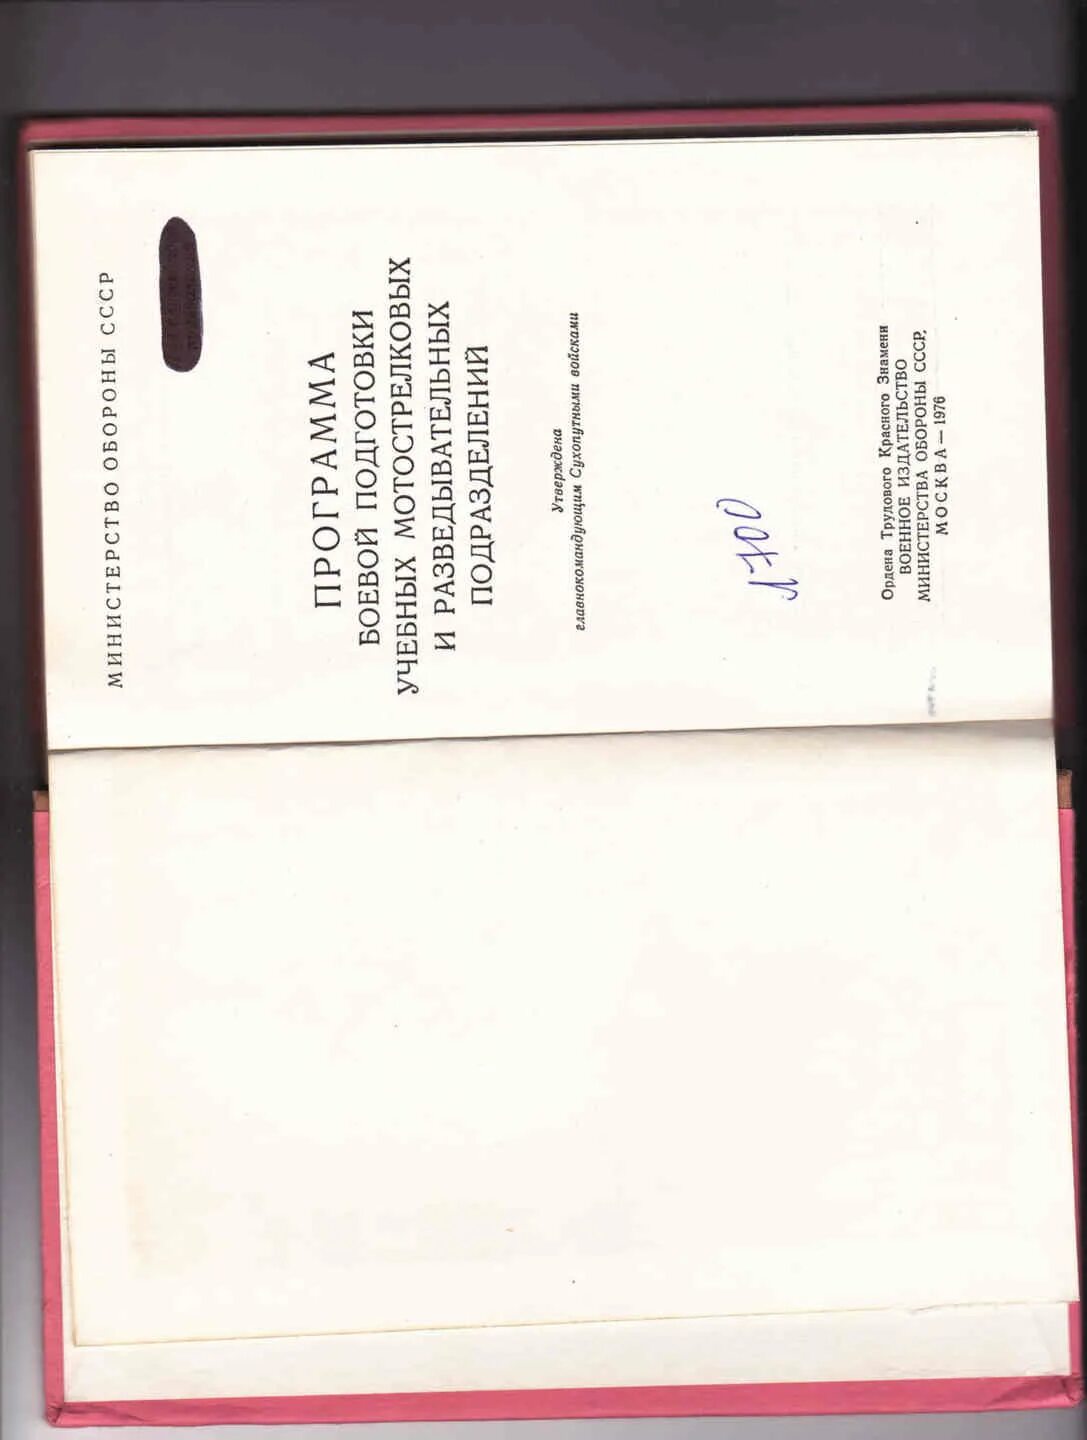 МИНИСТЕРСТВО ОБОРОНЫ СССР
ПРОГРАММА
БОЕВОЙ ПОДГОТОВКИ
УЧЕБНЫХ МОТОСТРЕЛКОВЫХ
И РАЗВЕДЫВАТЕЛЬНЫХ
ПОДРАЗДЕЛЕНИЙ
Утверждена
главнокомандующим Сухопутными войсками
Ордена Трудового Красного Знамени
ВОЕННОЕ ИЗДАТЕЛЬСТВО
МИНИСТЕРСТВА ОБОРОНЫ СССР.
МОСКВА — 1976